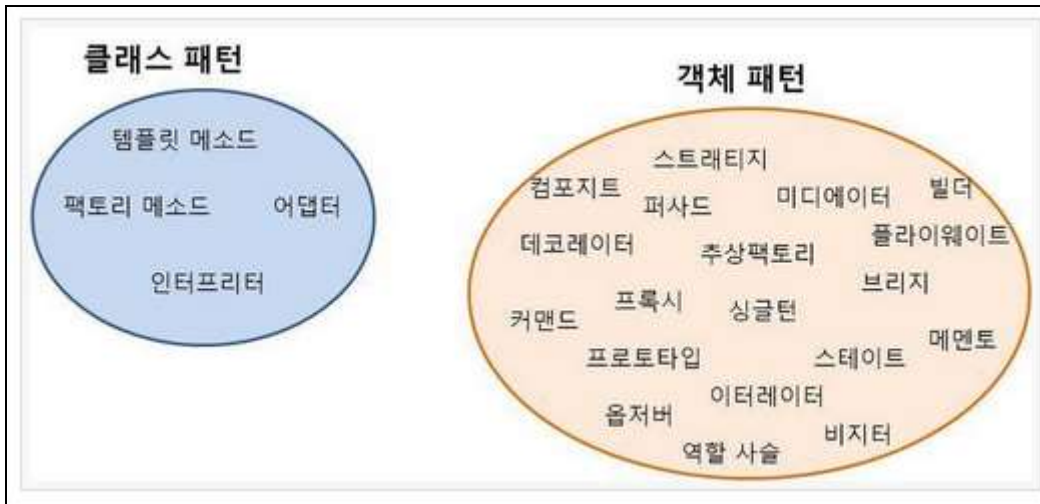 클래스 패턴
템플릿 메소드
팩토리 메소드
어댑터
인터프리터
객체 패턴
스트래티지
컴포지트
퍼사드
미디에이터
빌더
데코레이터
추상팩토리
플라이웨이트
브리지
커맨드
프록시
싱글턴
메멘토
프로토타입
스테이트
이터레이터
옵저버
비지터
역할 사슬